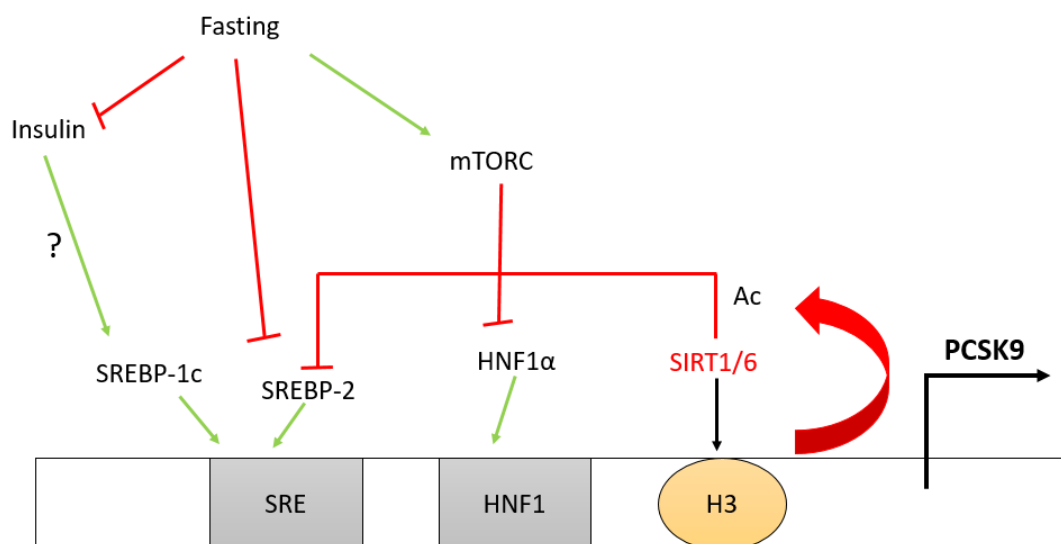 Fasting
Insulin
mTORC
?
Ac
PCSK9
SREBP-1c
SREBP-2
HNF1α
SIRT1/6
SRE
HNF1
H3